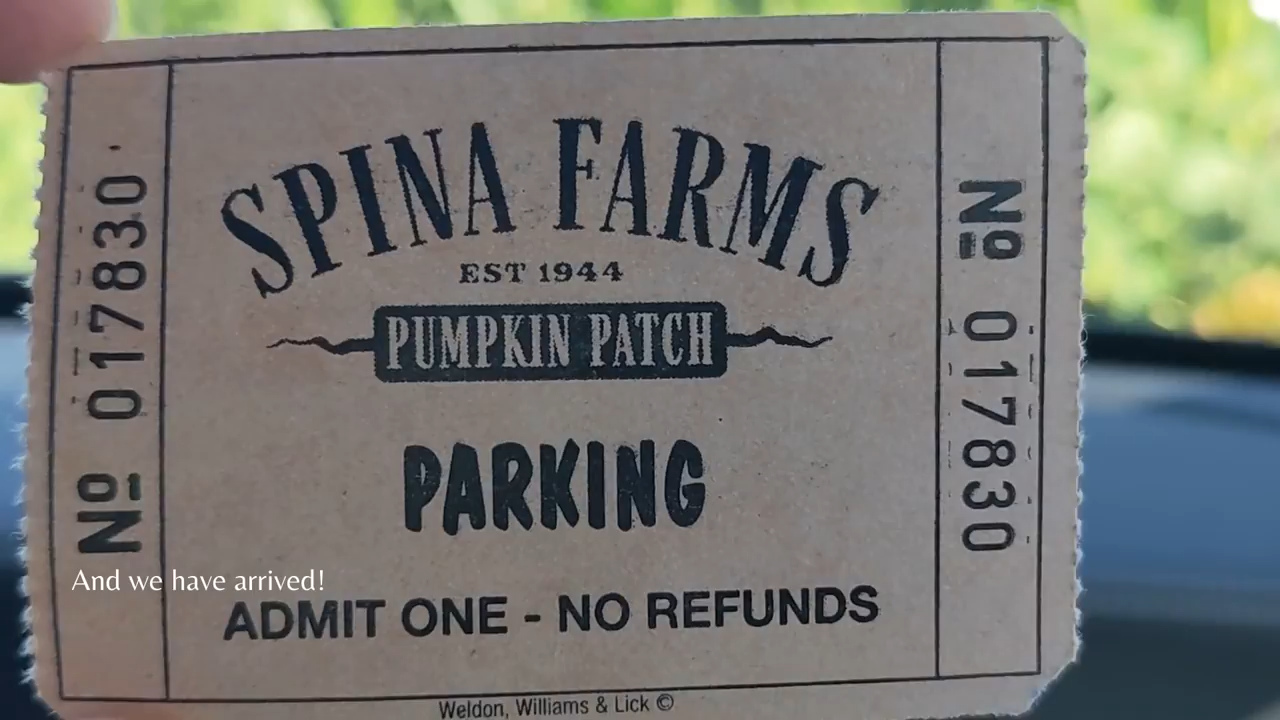 Nº 017830
SPINA FARMS
EST 1944
PUMPKIN PATCH
PARKING
And we have arrived!
ADMIT ONE - NO REFUNDS
Nº 017830
Weldon, Williams & Lick ©